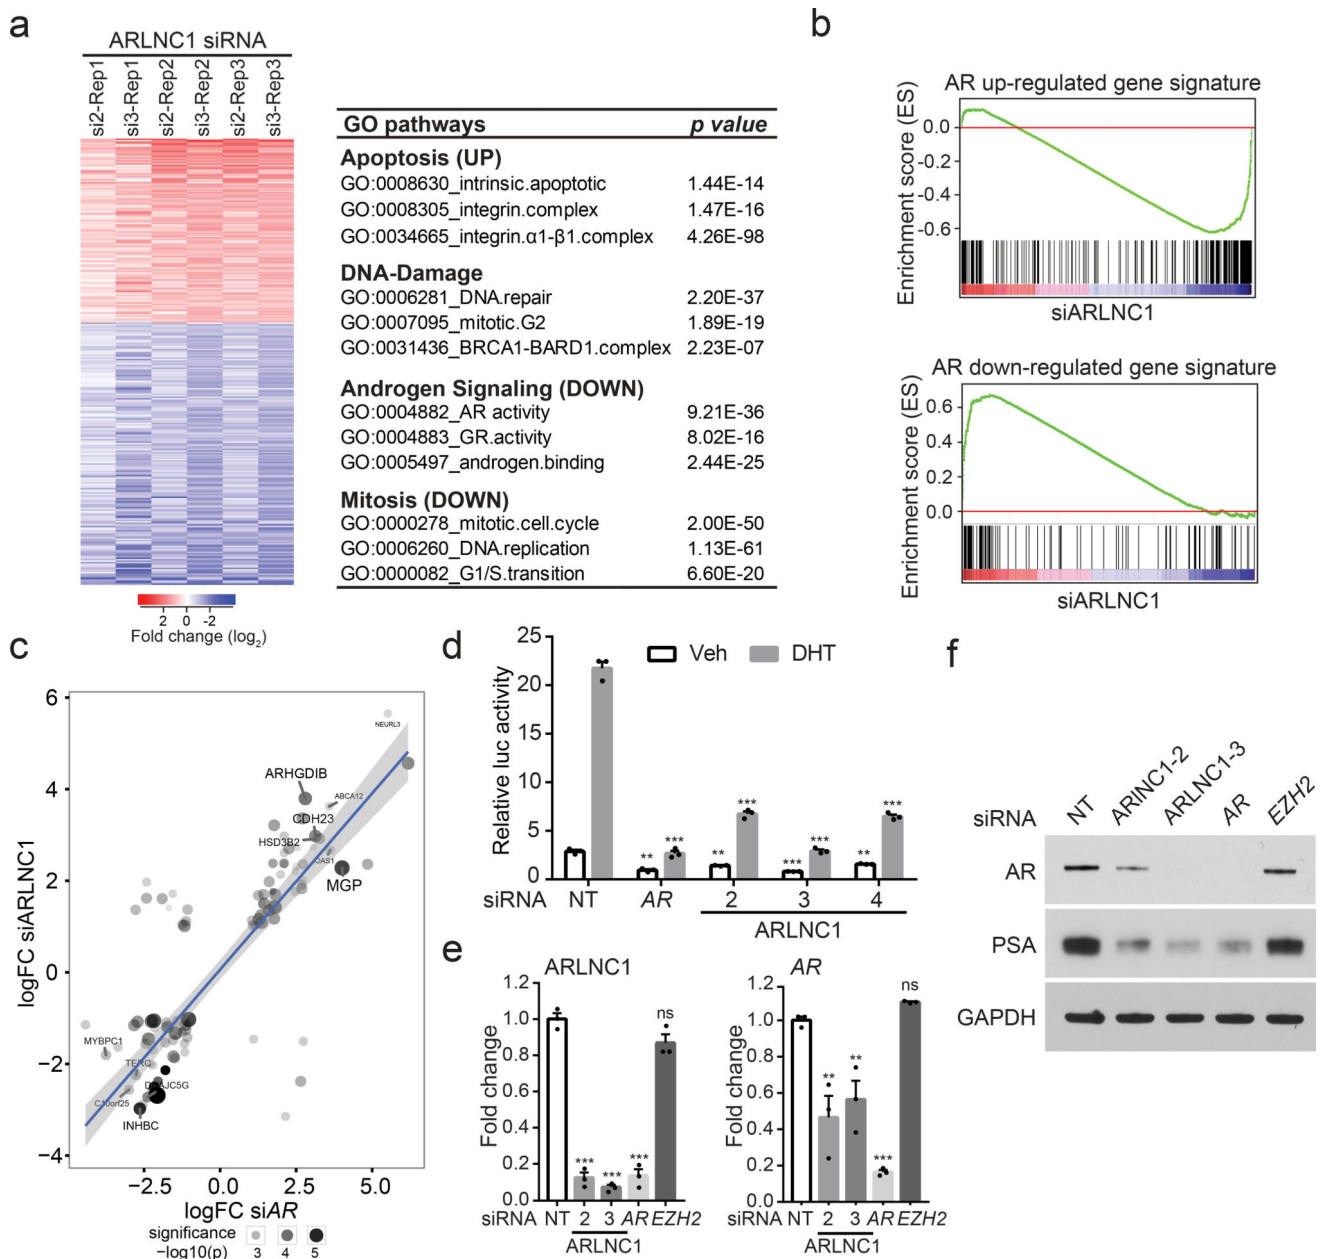 a
ARLNC1 siRNA
si2-Rep1
si3-Rep1
si2-Rep2
si3-Rep2
si2-Rep3
si3-Rep3
2 0 -2
Fold change (log2)
GO pathways p value
Apoptosis (UP)
GO:0008630_intrinsic.apoptotic 1.44E-14
GO:0008305_integrin.complex 1.47E-16
GO:0034665_integrin.α1-β1.complex 4.26E-98
DNA-Damage
GO:0006281_DNA.repair 2.20E-37
GO:0007095_mitotic.G2 1.89E-19
GO:0031436_BRCA1-BARD1.complex 2.23E-07
Androgen Signaling (DOWN)
GO:0004882_AR activity 9.21E-36
GO:0004883_GR.activity 8.02E-16
GO:0005497_androgen.binding 2.44E-25
Mitosis (DOWN)
GO:0000278_mitotic.cell.cycle 2.00E-50
GO:0006260_DNA.replication 1.13E-61
GO:0000082_G1/S.transition 6.60E-20
b
AR up-regulated gene signature
Enrichment score (ES)
0.0
-0.2
-0.4
-0.6
siARLNC1
AR down-regulated gene signature
Enrichment score (ES)
0.6
0.4
0.2
0.0
siARLNC1
c
logFC siARLNC1
6
4
2
0
−2
−4
NEURL3
ARHGDIB
ABCA12
CDH23
HSD3B2
OAS1
MGP
MYBPC1
TERC
DNAJC5G
C10orf25
INHBC
−2.5 0.0 2.5 5.0
logFC siAR
significance
−log10(p) 3 4 5
d
Relative luc activity
25
20
15
10
5
0
Veh DHT
** *** ** *** *** *** ** ***
siRNA NT AR 2 3 4
ARLNC1
e
ARLNC1
Fold change
1.2
1.0
0.8
0.6
0.4
0.2
0.0
*** *** *** ns
siRNA NT 2 3 AR EZH2
ARLNC1
AR
Fold change
1.2
1.0
0.8
0.6
0.4
0.2
0.0
** ** *** ns
siRNA NT 2 3 AR EZH2
ARLNC1
f
siRNA NT ARlNC1-2 ARLNC1-3 AR EZH2
AR
PSA
GAPDH